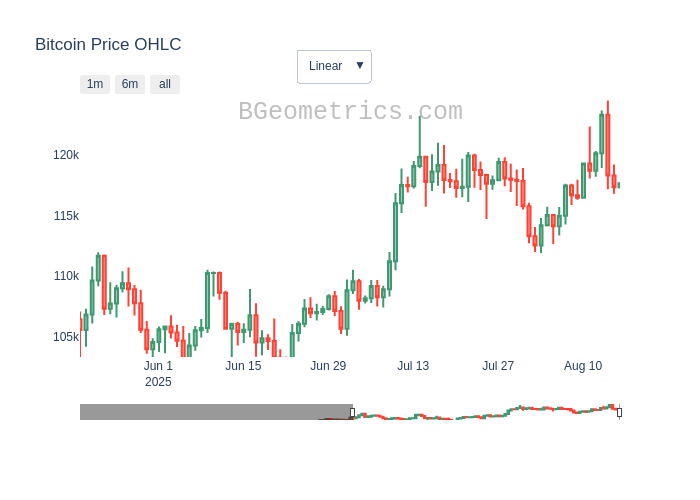 Bitcoin Price OHLC
Linear ▼
1m 6m all
BGeometrics.com
120k
115k
110k
105k
Jun 1 Jun 15 Jun 29 Jul 13 Jul 27 Aug 10
2025